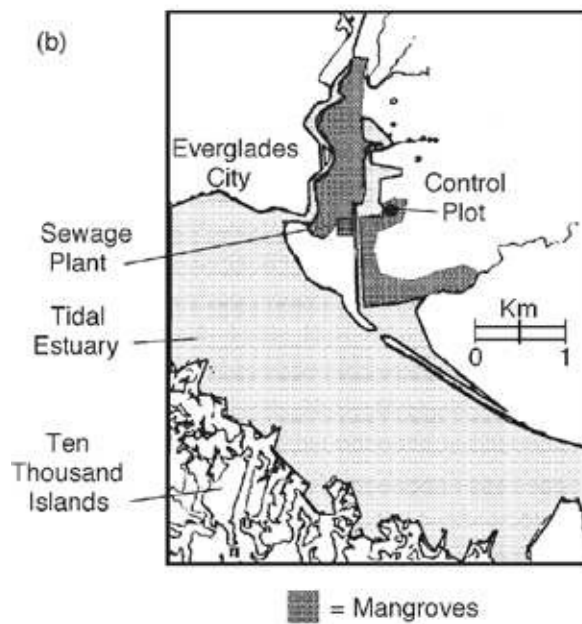 (b)
Everglades
City
Control
Plot
Sewage
Plant
Km
0 1
Tidal
Estuary
Ten
Thousand
Islands
= Mangroves